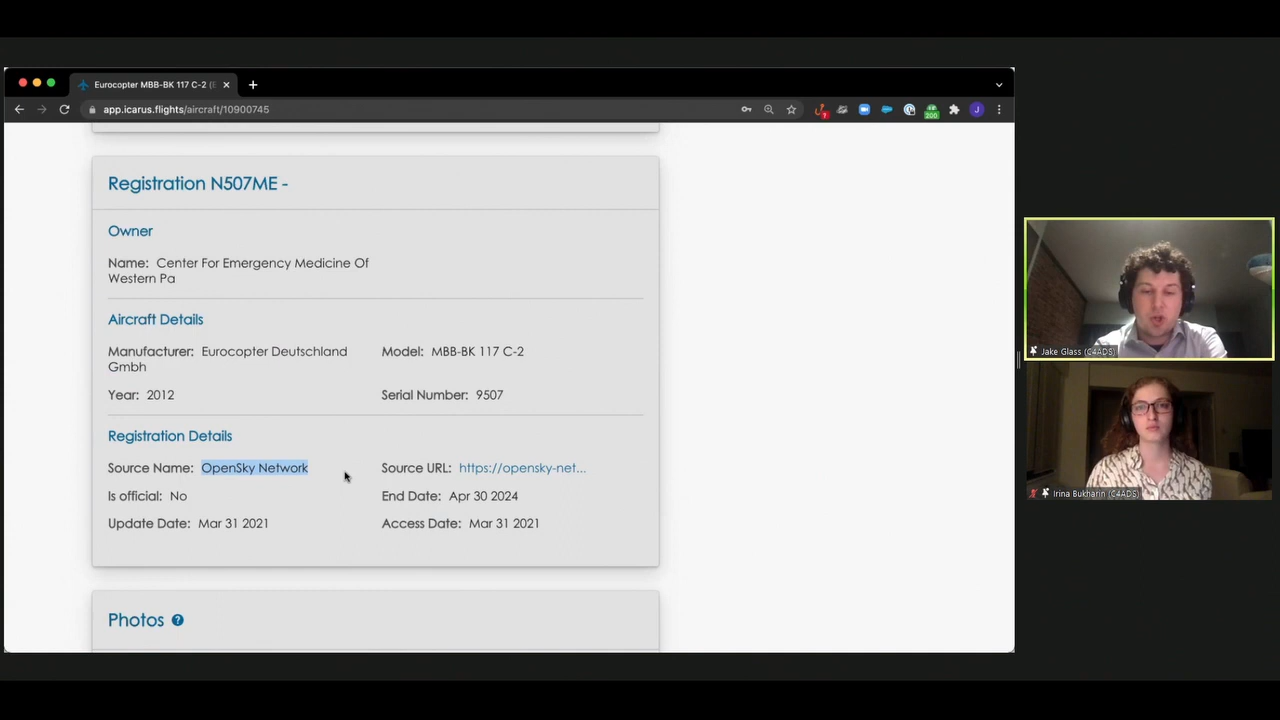 Eurocopter MBB-BK 117 C-2 (E
app.icarus.flights/aircraft/10900745
7
200
J
Registration N507ME -
Owner
Name: Center For Emergency Medicine Of
Western Pa
Aircraft Details
Manufacturer: Eurocopter Deutschland
Gmbh
Model: MBB-BK 117 C-2
Year: 2012
Serial Number: 9507
Registration Details
Source Name: OpenSky Network
Source URL: https://opensky-net...
Is official: No
End Date: Apr 30 2024
Update Date: Mar 31 2021
Access Date: Mar 31 2021
Photos ?
Jake Glass (C4ADS)
Irina Bukharin (C4ADS)